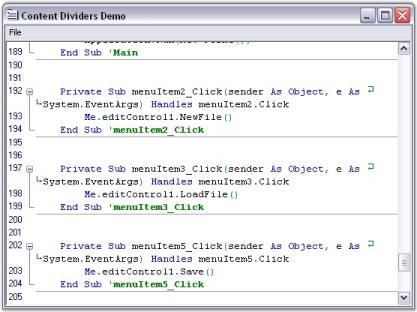 Content Dividers Demo
File
189 End Sub 'Main
190
191
192 Private Sub menuItem2_Click(sender As Object, e As
System.EventArgs) Handles menuItem2.Click
193 Me.editControl1.NewFile()
194 End Sub 'menuItem2_Click
195
196
197 Private Sub menuItem3_Click(sender As Object, e As
System.EventArgs) Handles menuItem3.Click
198 Me.editControl1.LoadFile()
199 End Sub 'menuItem3_Click
200
201
202 Private Sub menuItem5_Click(sender As Object, e As
System.EventArgs) Handles menuItem5.Click
203 Me.editControl1.Save()
204 End Sub 'menuItem5_Click
205